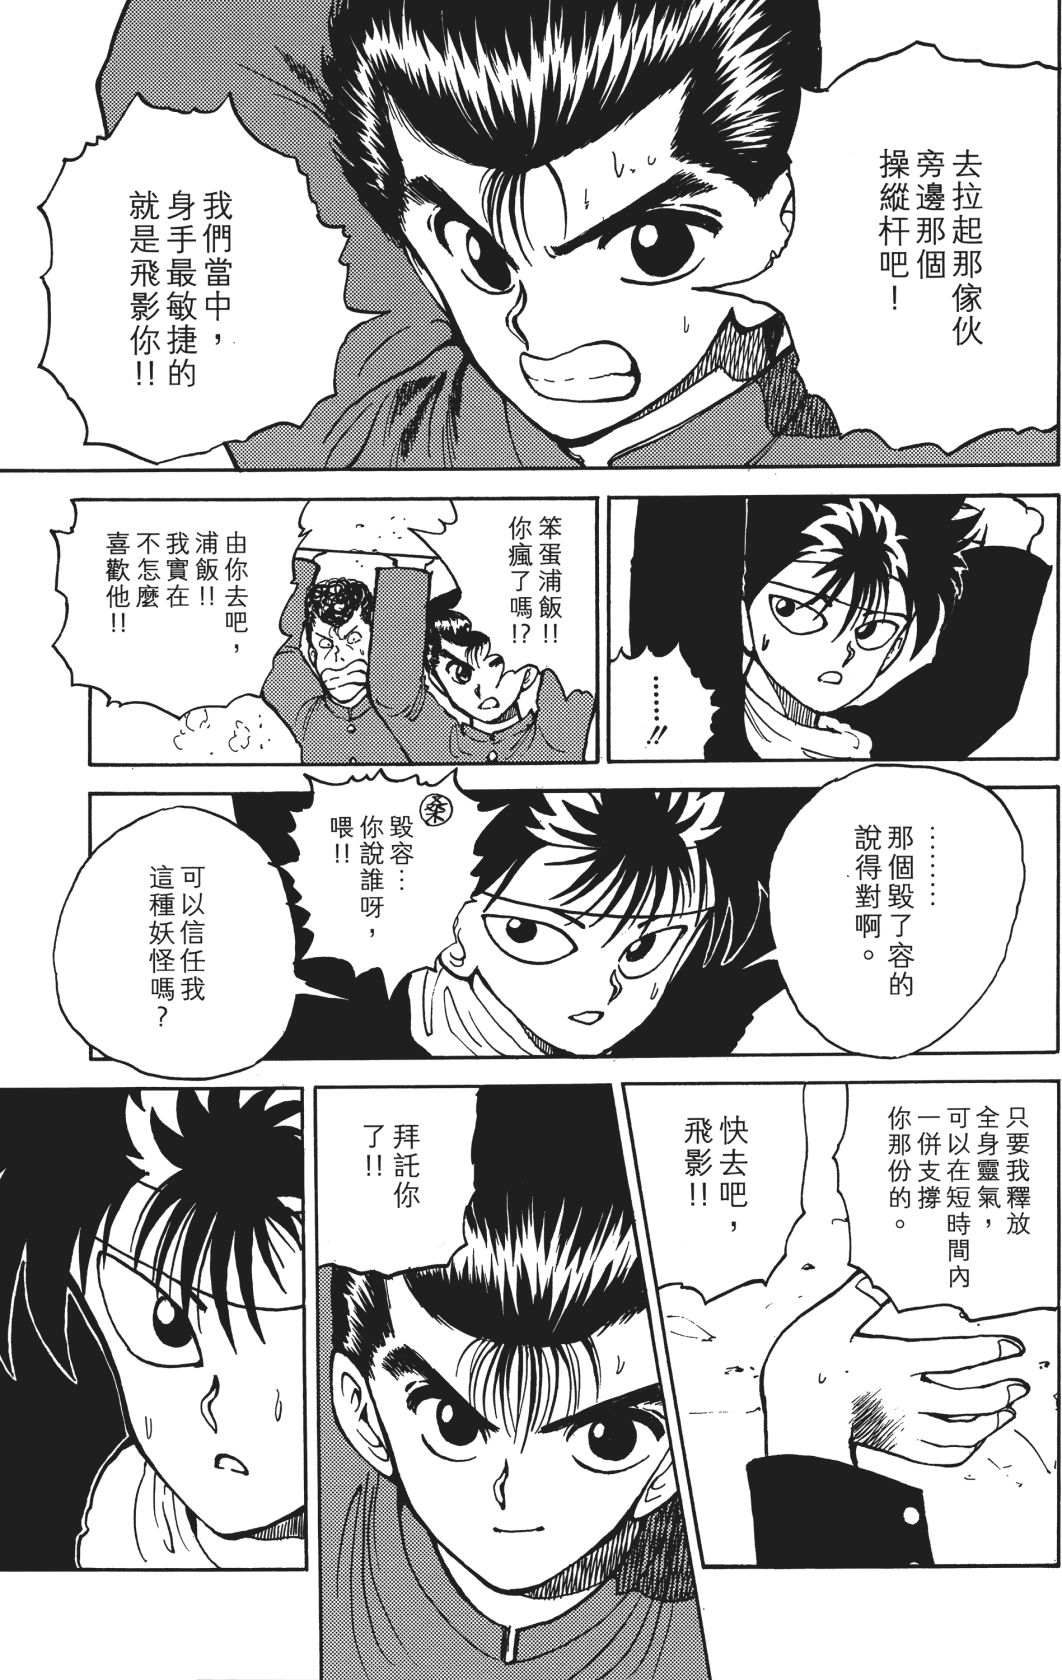 去拉起那傢伙
旁邊那個
操縱杆吧！
我們當中，
身手最敏捷的
就是飛影你!!
………!!
笨蛋浦飯!!
你瘋了嗎!?
由你去吧，
浦飯!!
我實在
不怎麼
喜歡他!!
………
那個毀了容的
說得對啊。
桑
毀容…
你說誰呀，
喂!!
可以信任我
這種妖怪嗎?
只要我釋放
全身靈氣，
可以在短時間內
一併支撐
你那份的。
快去吧，
飛影!!
拜託你
了!!